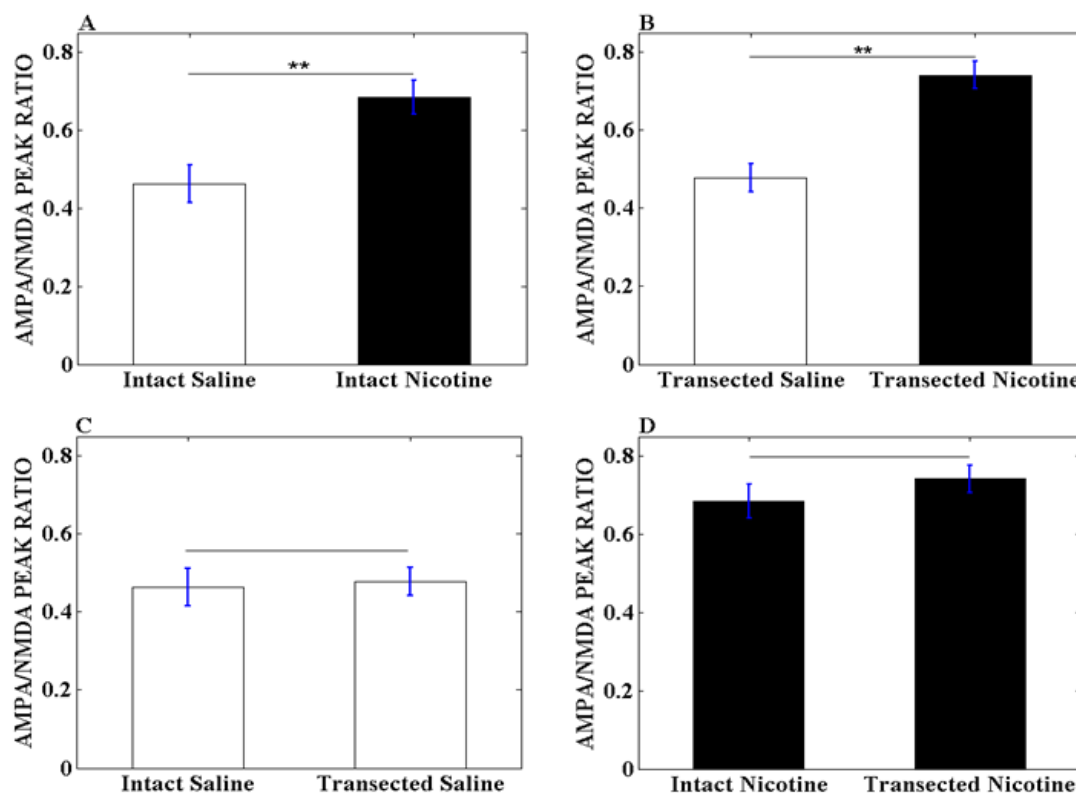 A
AMPA/NMDA PEAK RATIO
0.8
0.6
0.4
0.2
0
**
Intact Saline
Intact Nicotine
B
AMPA/NMDA PEAK RATIO
0.8
0.6
0.4
0.2
0
**
Transected Saline
Transected Nicotine
C
AMPA/NMDA PEAK RATIO
0.8
0.6
0.4
0.2
0
Intact Saline
Transected Saline
D
AMPA/NMDA PEAK RATIO
0.8
0.6
0.4
0.2
0
Intact Nicotine
Transected Nicotine